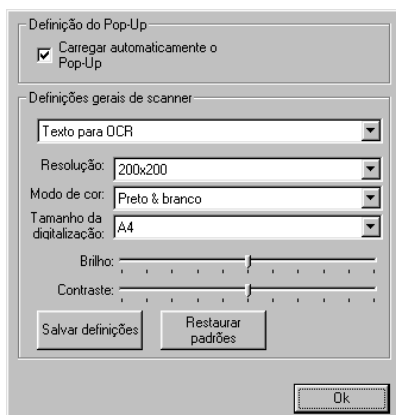 Definição do Pop-Up
Carregar automaticamente o
Pop-Up
Definições gerais de scanner
Texto para OCR
Resolução: 200x200
Modo de cor: Preto & branco
Tamanho da
digitalização: A4
Brilho:
Contraste:
Salvar definições
Restaurar
padrões
Ok